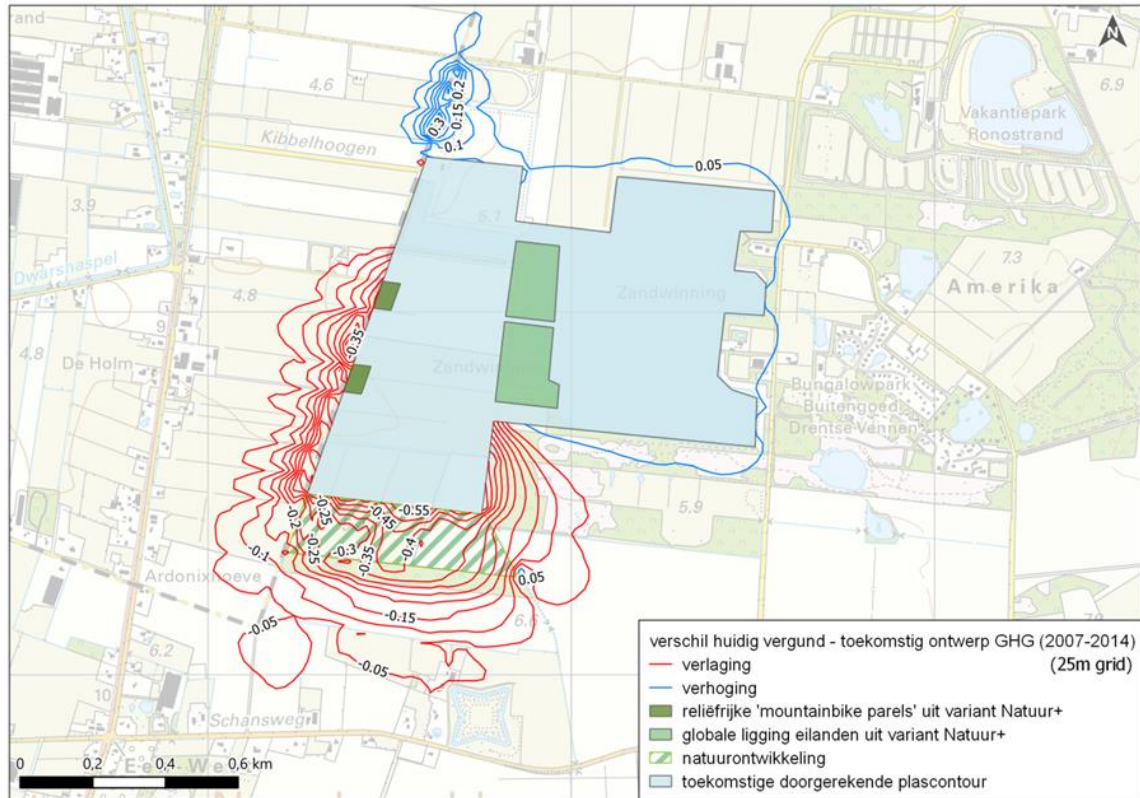 trand
N
6.9
Vakantiepark
Ronostrand
4.6
Kibbelhoogen
0.2
0.15
0.3
0.1
0.05
3.9
5.1
Dwarshaspel
4.8
Zandwinning
7.3
Amerika
9
4.8
De Holm
-0.35
Zandwinning
Bungalowpark
Buitengoed
Drentse Vennen
-0.25
-0.55
-0.45
5.9
-0.2
-0.25
-0.3
-0.35
-0.4
-0.1
Ardonixhoeve
0.05
-0.15
6.6
-0.05
-0.05
6.2
10
Schansweg
Een-We
0 0,2 0,4 0,6 km
verschil huidig vergund - toekomstig ontwerp GHG (2007-2014)
(25m grid)
verlaging
verhoging
reliëfrijke 'mountainbike parels' uit variant Natuur+
globale ligging eilanden uit variant Natuur+
natuurontwikkeling
toekomstige doorgerekende plascontour